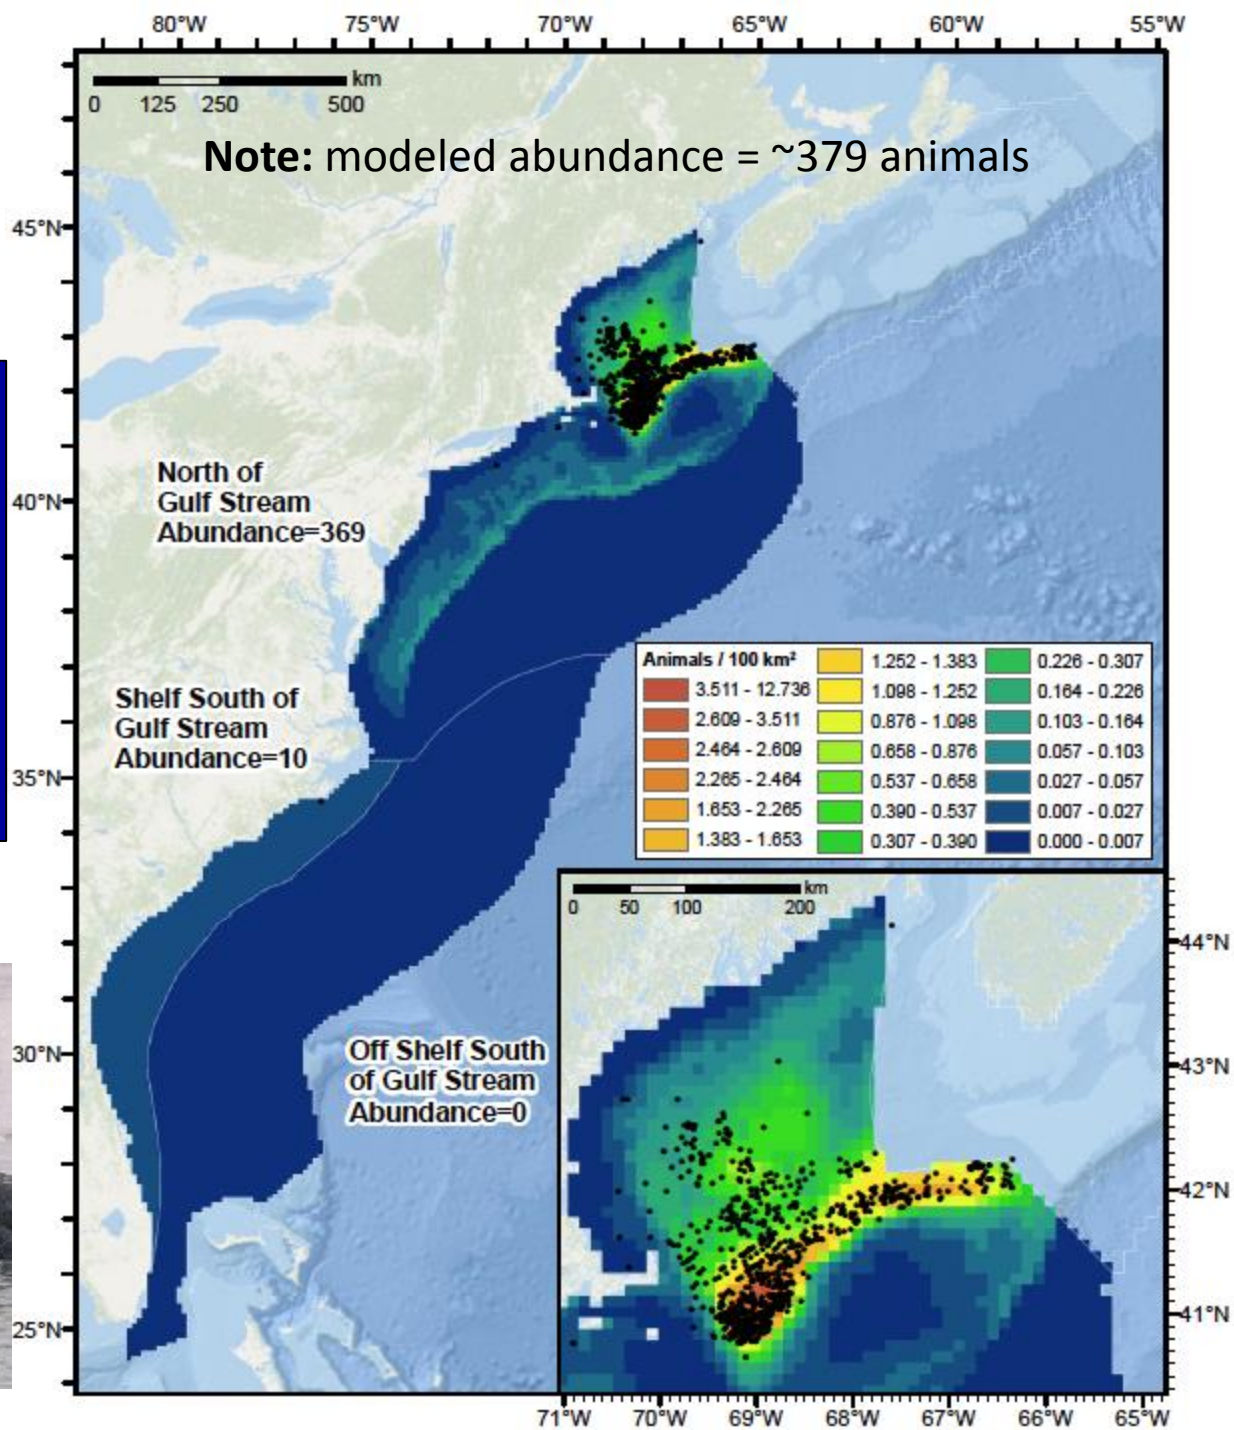 80°W 75°W 70°W 65°W 60°W 55°W
km
0 125 250 500
Note: modeled abundance = ~379 animals
45°N
40°N
35°N
30°N
25°N
North of
Gulf Stream
Abundance=369
Shelf South of
Gulf Stream
Abundance=10
Off Shelf South
of Gulf Stream
Abundance=0
Animals / 100 km²
3.511 - 12.736
2.609 - 3.511
2.464 - 2.609
2.265 - 2.464
1.653 - 2.265
1.383 - 1.653
1.252 - 1.383
1.098 - 1.252
0.876 - 1.098
0.658 - 0.876
0.537 - 0.658
0.390 - 0.537
0.307 - 0.390
0.226 - 0.307
0.164 - 0.226
0.103 - 0.164
0.057 - 0.103
0.027 - 0.057
0.007 - 0.027
0.000 - 0.007
km
0 50 100 200
44°N
43°N
42°N
41°N
71°W 70°W 69°W 68°W 67°W 66°W 65°W